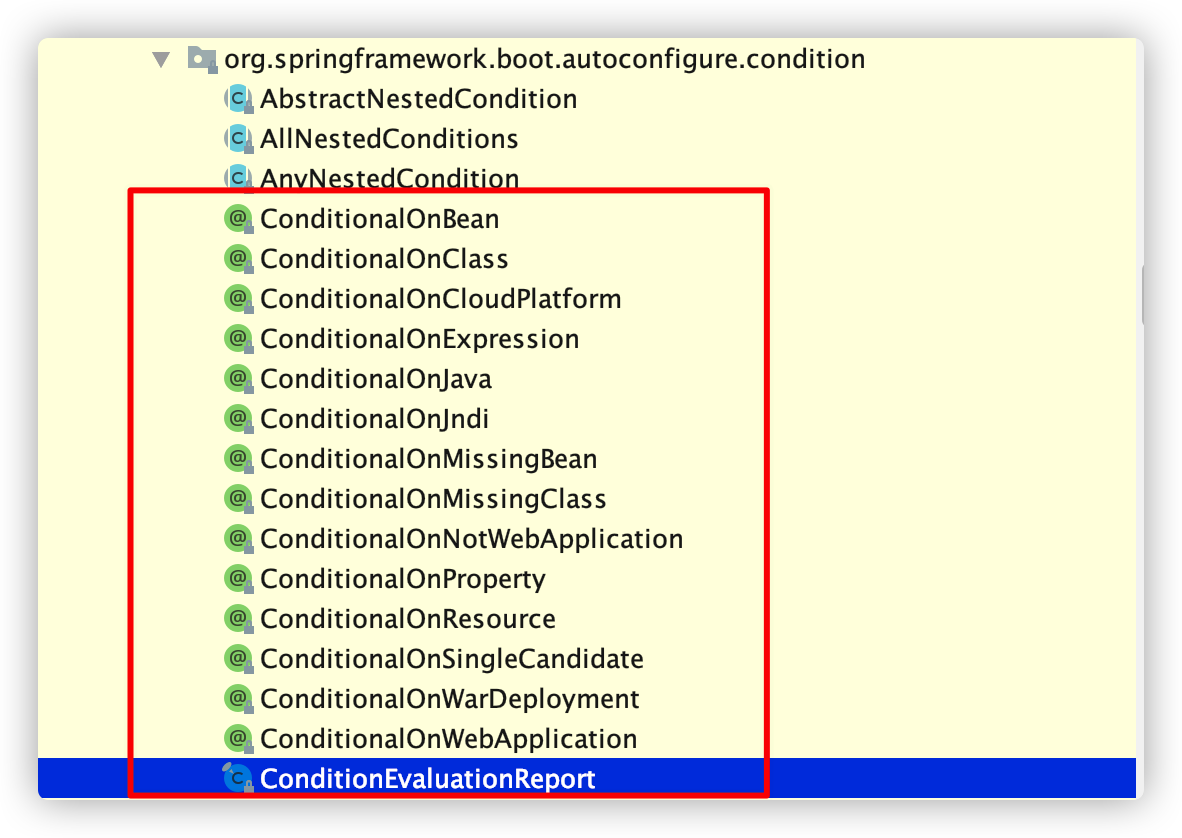 org.springframework.boot.autoconfigure.condition
AbstractNestedCondition
AllNestedConditions
AnyNestedCondition
ConditionalOnBean
ConditionalOnClass
ConditionalOnCloudPlatform
ConditionalOnExpression
ConditionalOnJava
ConditionalOnJndi
ConditionalOnMissingBean
ConditionalOnMissingClass
ConditionalOnNotWebApplication
ConditionalOnProperty
ConditionalOnResource
ConditionalOnSingleCandidate
ConditionalOnWarDeployment
ConditionalOnWebApplication
ConditionEvaluationReport